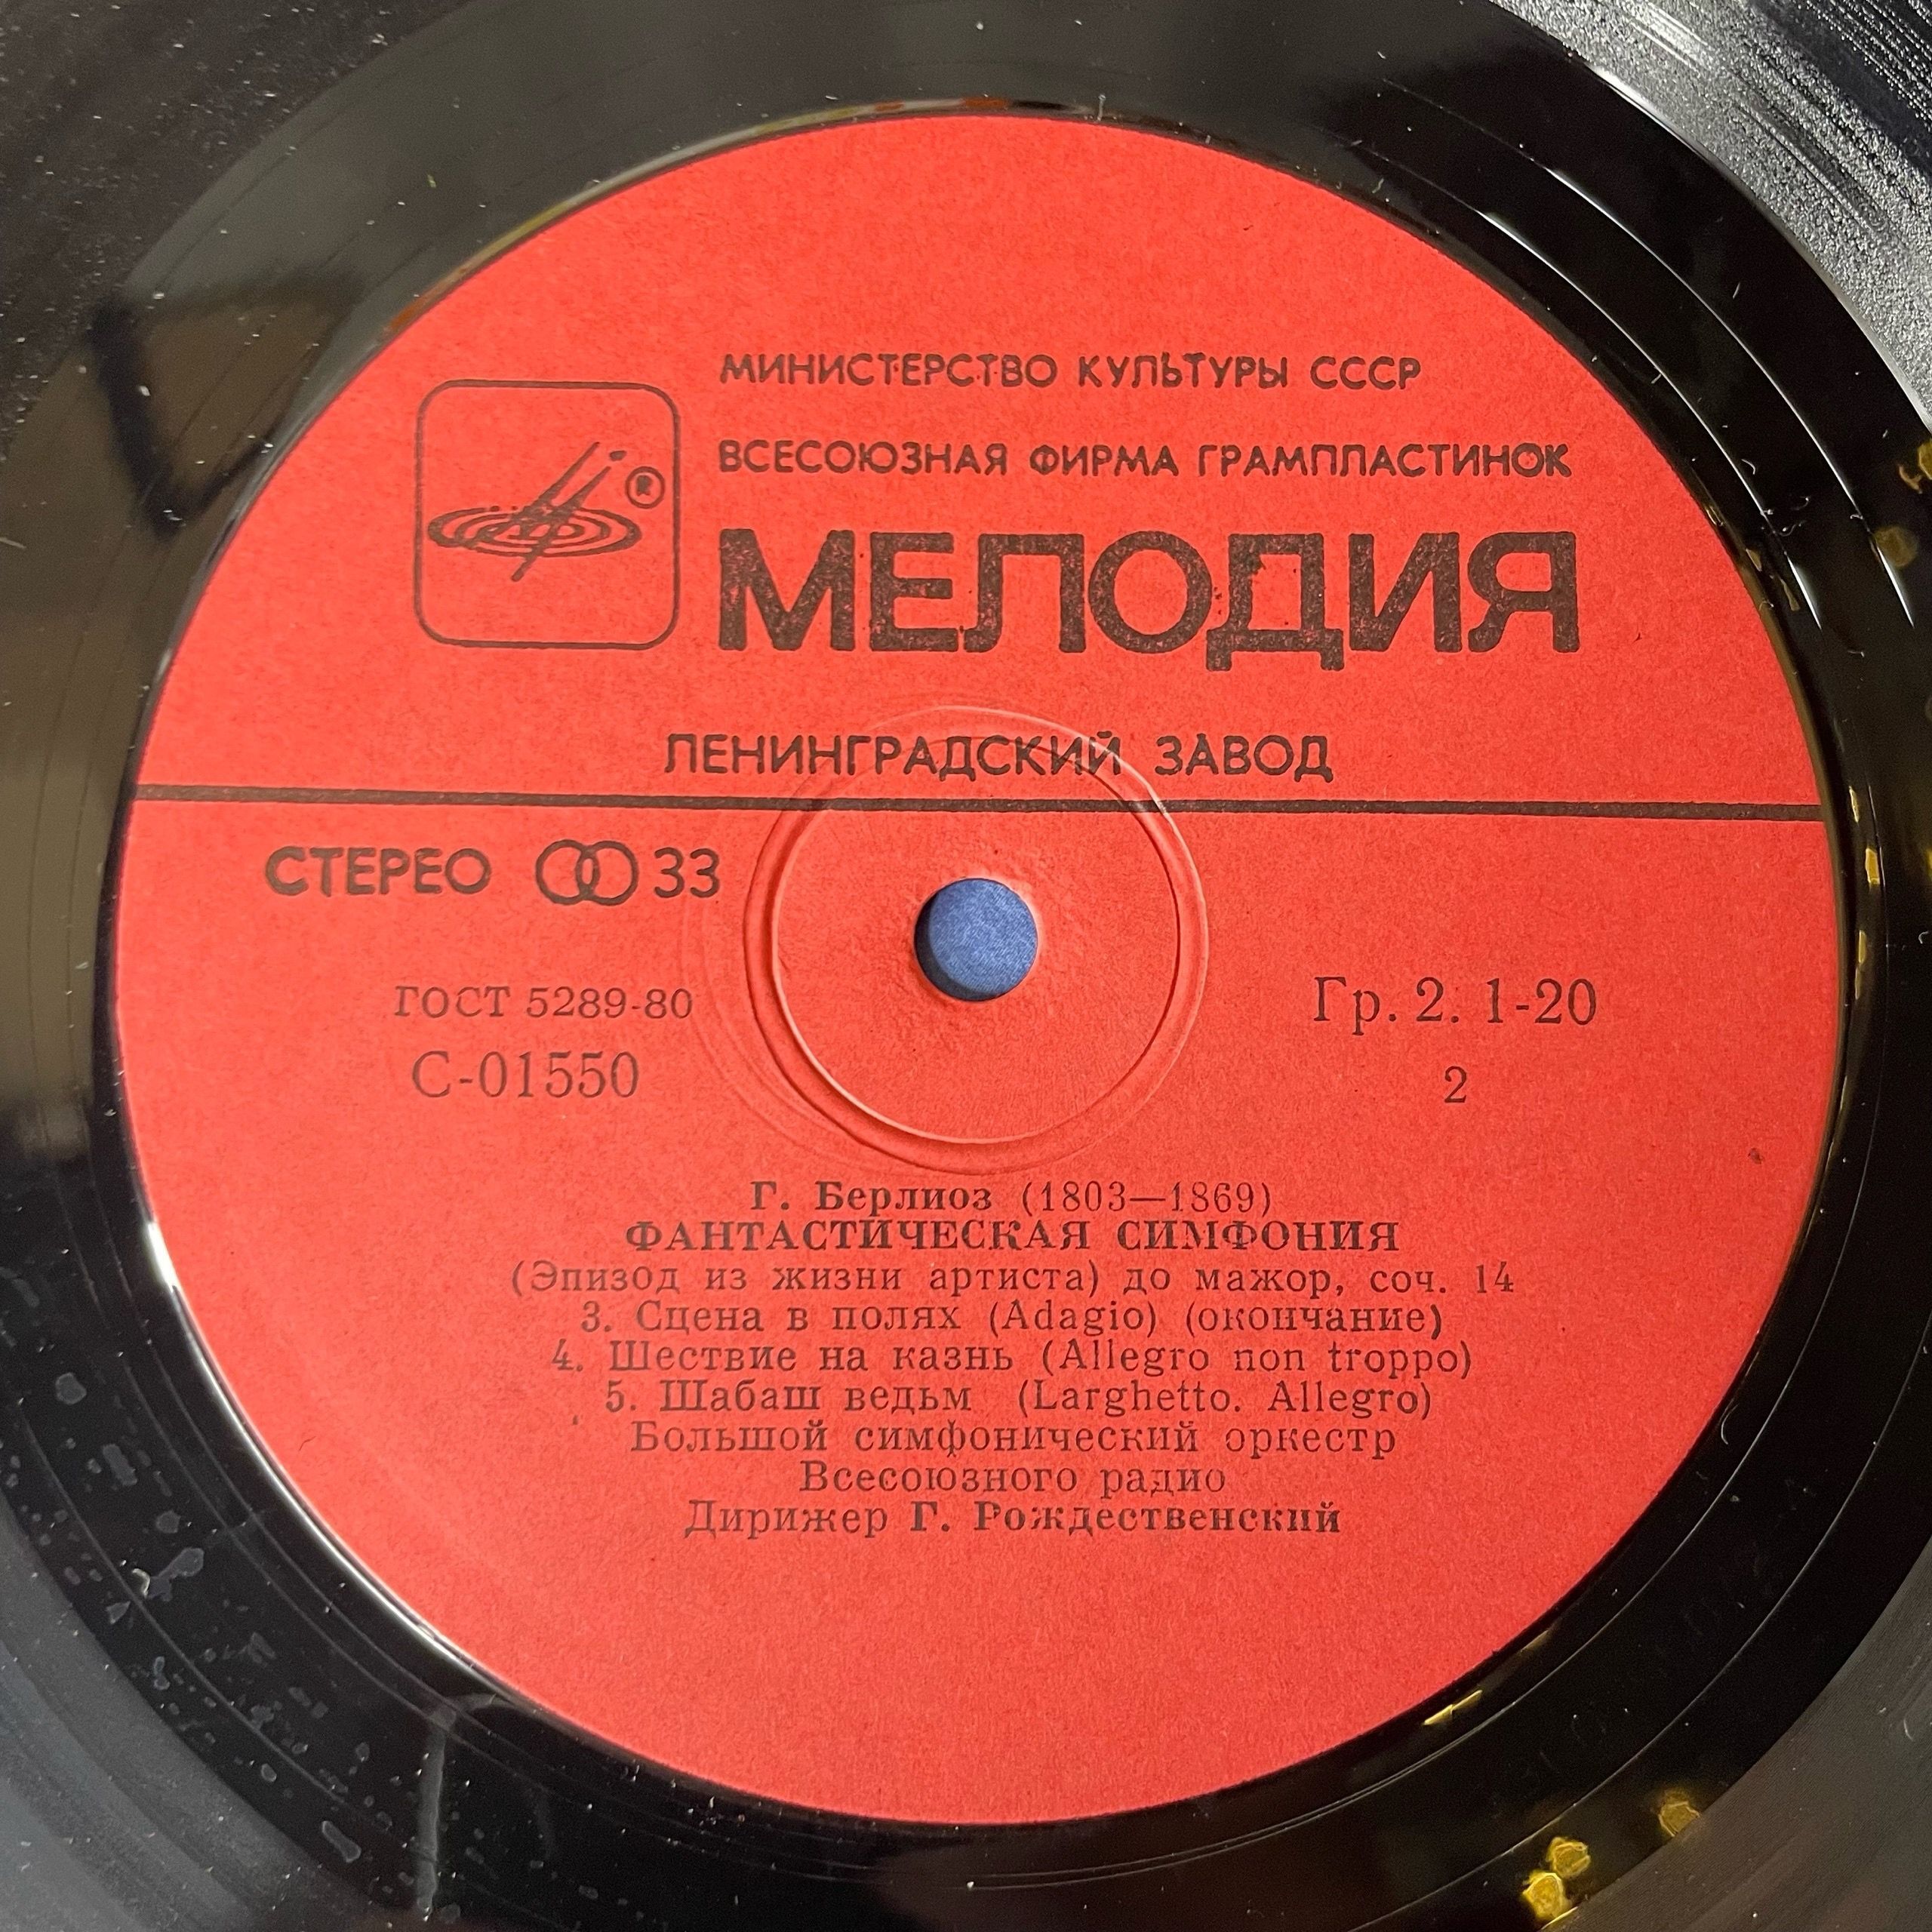 МИНИСТЕРСТВО КУЛЬТУРЫ СССР
ВСЕСОЮЗНАЯ ФИРМА ГРАМПЛАСТИНОК
®
МЕЛОДИЯ
ЛЕНИНГРАДСКИЙ ЗАВОД
СТЕРЕО 33
ГОСТ 5289-80 Гр. 2. 1-20
С-01550 2
Г. Берлиоз (1803—1869)
ФАНТАСТИЧЕСКАЯ СИМФОНИЯ
(Эпизод из жизни артиста) до мажор, соч. 14
3. Сцена в полях (Adagio) (окончание)
4. Шествие на казнь (Allegro non troppo)
5. Шабаш ведьм (Larghetto. Allegro)
Большой симфонический оркестр
Всесоюзного радио
Дирижер Г. Рождественский